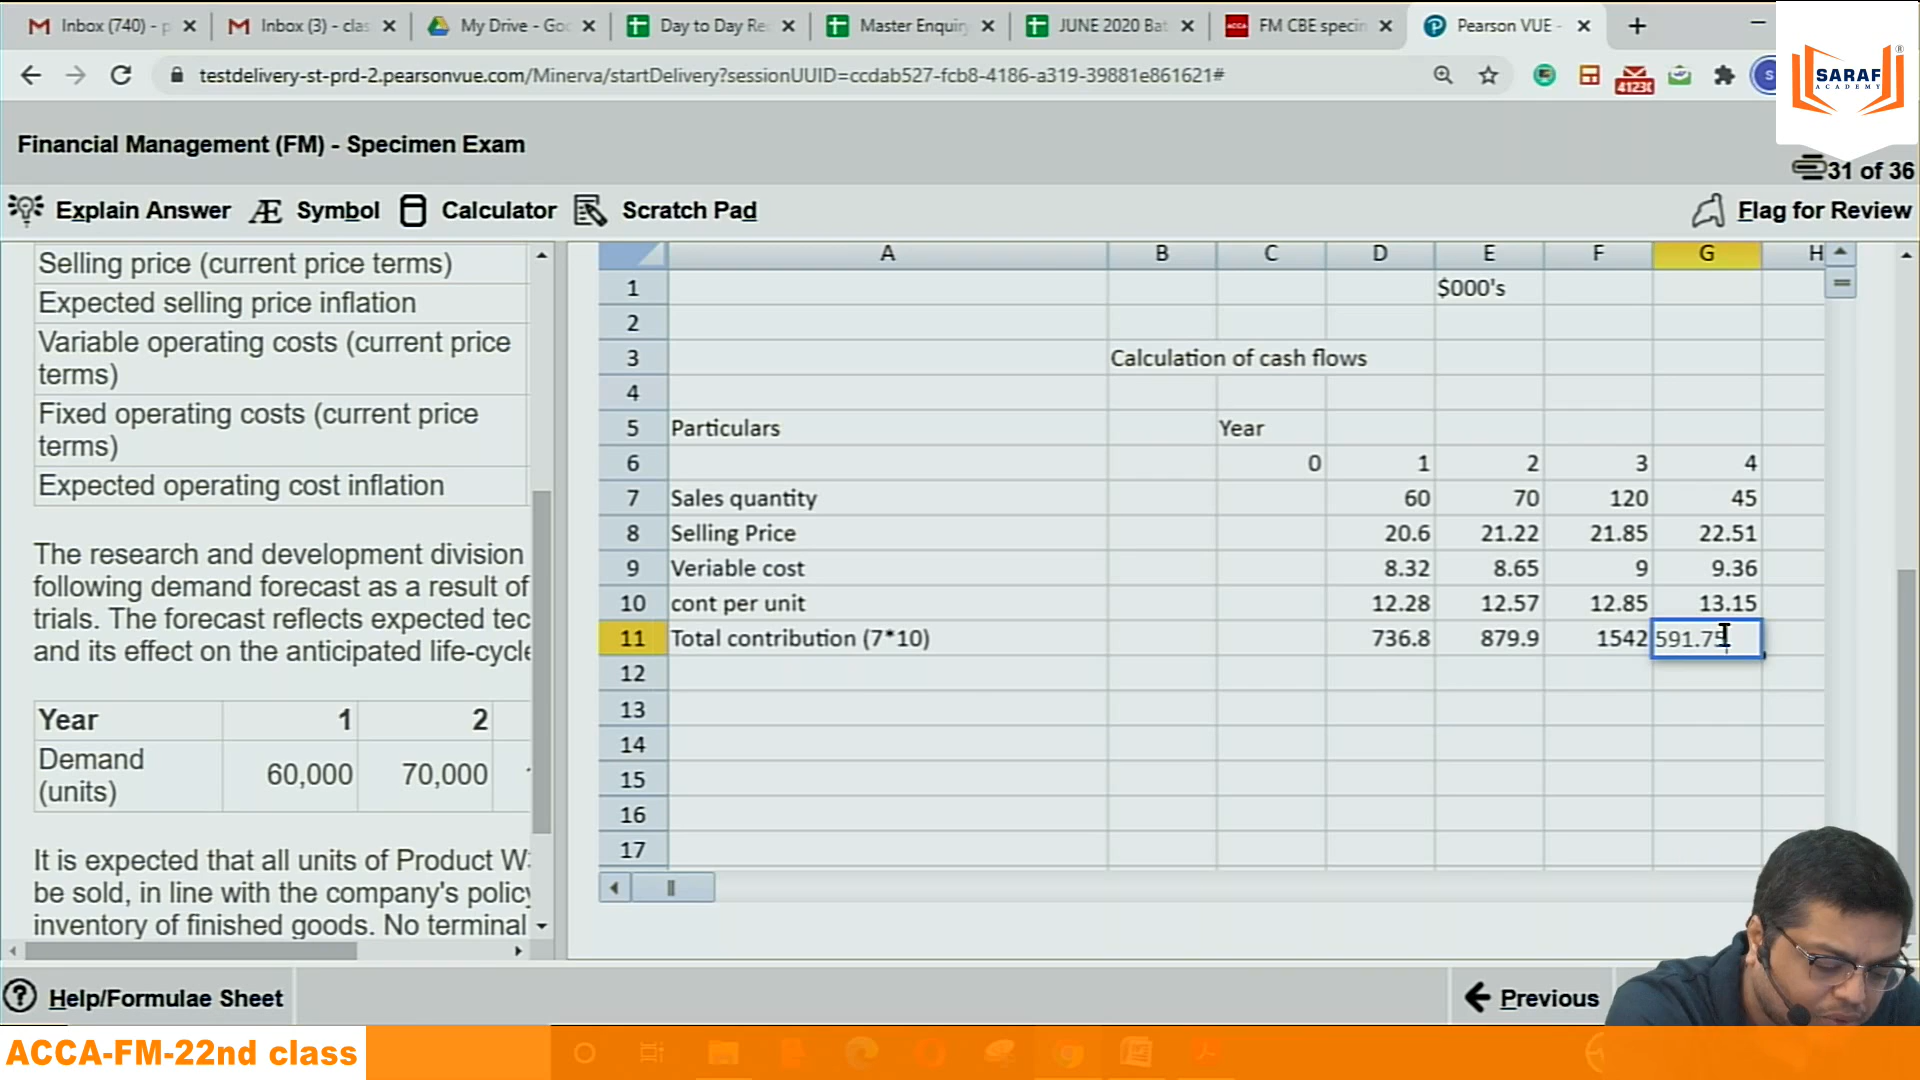 Inbox (740) - p
Inbox (3) - clas
My Drive - Goo
Day to Day Re
Master Enquiry
JUNE 2020 Bat
FM CBE specim
Pearson VUE -
testdelivery-st-prd-2.pearsonvue.com/Minerva/startDelivery?sessionUUID=ccdab527-fcb8-4186-a319-39881e861621#
SARAF
ACADEMY
Financial Management (FM) - Specimen Exam
31 of 36
Explain Answer
Symbol
Calculator
Scratch Pad
Flag for Review
Selling price (current price terms)
Expected selling price inflation
Variable operating costs (current price
terms)
Fixed operating costs (current price
terms)
Expected operating cost inflation
The research and development division
following demand forecast as a result of
trials. The forecast reflects expected tec
and its effect on the anticipated life-cycle
Year 1 2
Demand
(units) 60,000 70,000
It is expected that all units of Product W
be sold, in line with the company's policy
inventory of finished goods. No terminal
A B C D E F G H
1 $000's
2
3 Calculation of cash flows
4
5 Particulars Year
6 0 1 2 3 4
7 Sales quantity 60 70 120 45
8 Selling Price 20.6 21.22 21.85 22.51
9 Veriable cost 8.32 8.65 9 9.36
10 cont per unit 12.28 12.57 12.85 13.15
11 Total contribution (7*10) 736.8 879.9 1542 591.75
12
13
14
15
16
17
Help/Formulae Sheet
Previous
ACCA-FM-22nd class